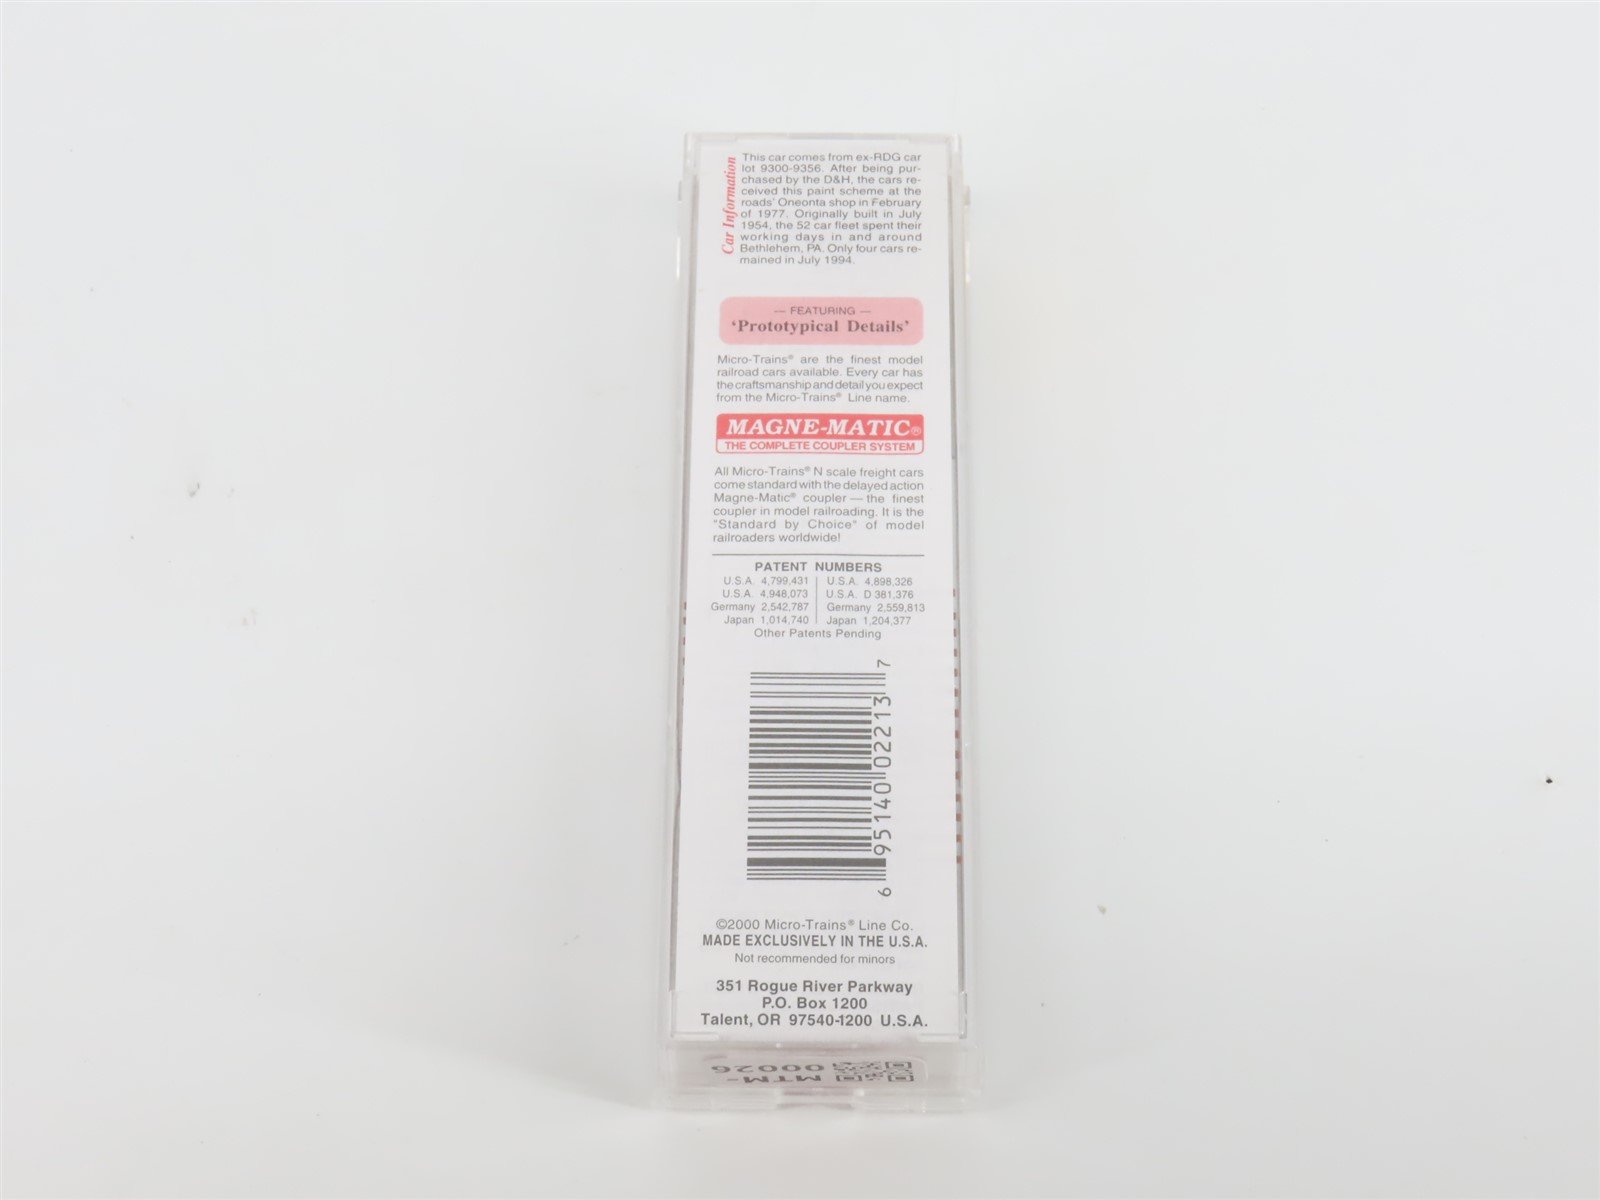 Car Information
This car comes from ex-RDG car
lot 9300-9356. After being pur-
chased by the D&H, the cars re-
ceived this paint scheme at the
roads' Oneonta shop in February
of 1977. Originally built in July
1954, the 52 car fleet spent their
working days in and around
Bethlehem, PA. Only four cars re-
mained in July 1994.
— FEATURING —
'Prototypical Details'
Micro-Trains® are the finest model
railroad cars available. Every car has
the craftsmanship and detail you expect
from the Micro-Trains® Line name.
MAGNE-MATIC®
THE COMPLETE COUPLER SYSTEM
All Micro-Trains® N scale freight cars
come standard with the delayed action
Magne-Matic® coupler — the finest
coupler in model railroading. It is the
"Standard by Choice" of model
railroaders worldwide!
PATENT NUMBERS
U.S.A. 4,799,431 U.S.A. 4,898,326
U.S.A. 4,948,073 U.S.A. D 381,376
Germany 2,542,787 Germany 2,559,813
Japan 1,014,740 Japan 1,204,377
Other Patents Pending
6 95140 02213 7
©2000 Micro-Trains® Line Co.
MADE EXCLUSIVELY IN THE U.S.A.
Not recommended for minors
351 Rogue River Parkway
P.O. Box 1200
Talent, OR 97540-1200 U.S.A.
MTM-
00026